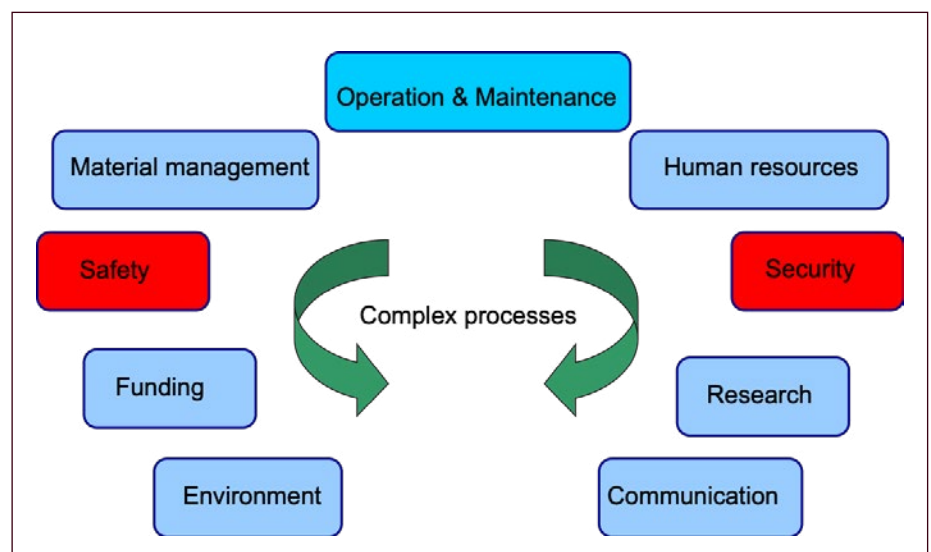 Operation & Maintenance
Material management
Human resources
Safety
Security
Complex processes
Funding
Research
Environment
Communication